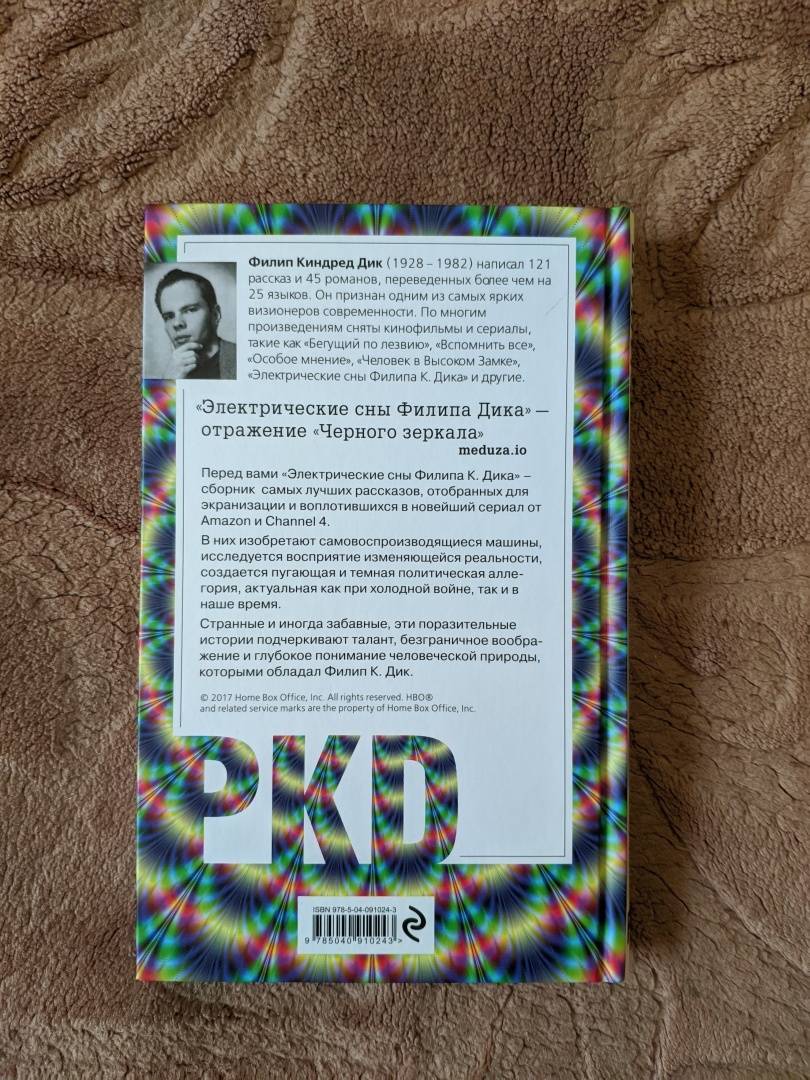 Филип Киндред Дик (1928 – 1982) написал 121
рассказ и 45 романов, переведенных более чем на
25 языков. Он признан одним из самых ярких
визионеров современности. По многим
произведениям сняты кинофильмы и сериалы,
такие как «Бегущий по лезвию», «Вспомнить все»,
«Особое мнение», «Человек в Высоком Замке»,
«Электрические сны Филипа К. Дика» и другие.
«Электрические сны Филипа Дика» –
отражение «Черного зеркала»
meduza.io
Перед вами «Электрические сны Филипа К. Дика» –
сборник самых лучших рассказов, отобранных для
экранизации и воплотившихся в новейший сериал от
Amazon и Channel 4.
В них изобретают самовоспроизводящиеся машины,
исследуется восприятие изменяющейся реальности,
создается пугающая и темная политическая алле-
гория, актуальная как при холодной войне, так и в
наше время.
Странные и иногда забавные, эти поразительные
истории подчеркивают талант, безграничное вообра-
жение и глубокое понимание человеческой природы,
которыми обладал Филип К. Дик.
© 2017 Home Box Office, Inc. All rights reserved. HBO®
and related service marks are the property of Home Box Office, Inc.
PKD
ISBN 978-5-04-091024-3
9 785040 910243 >